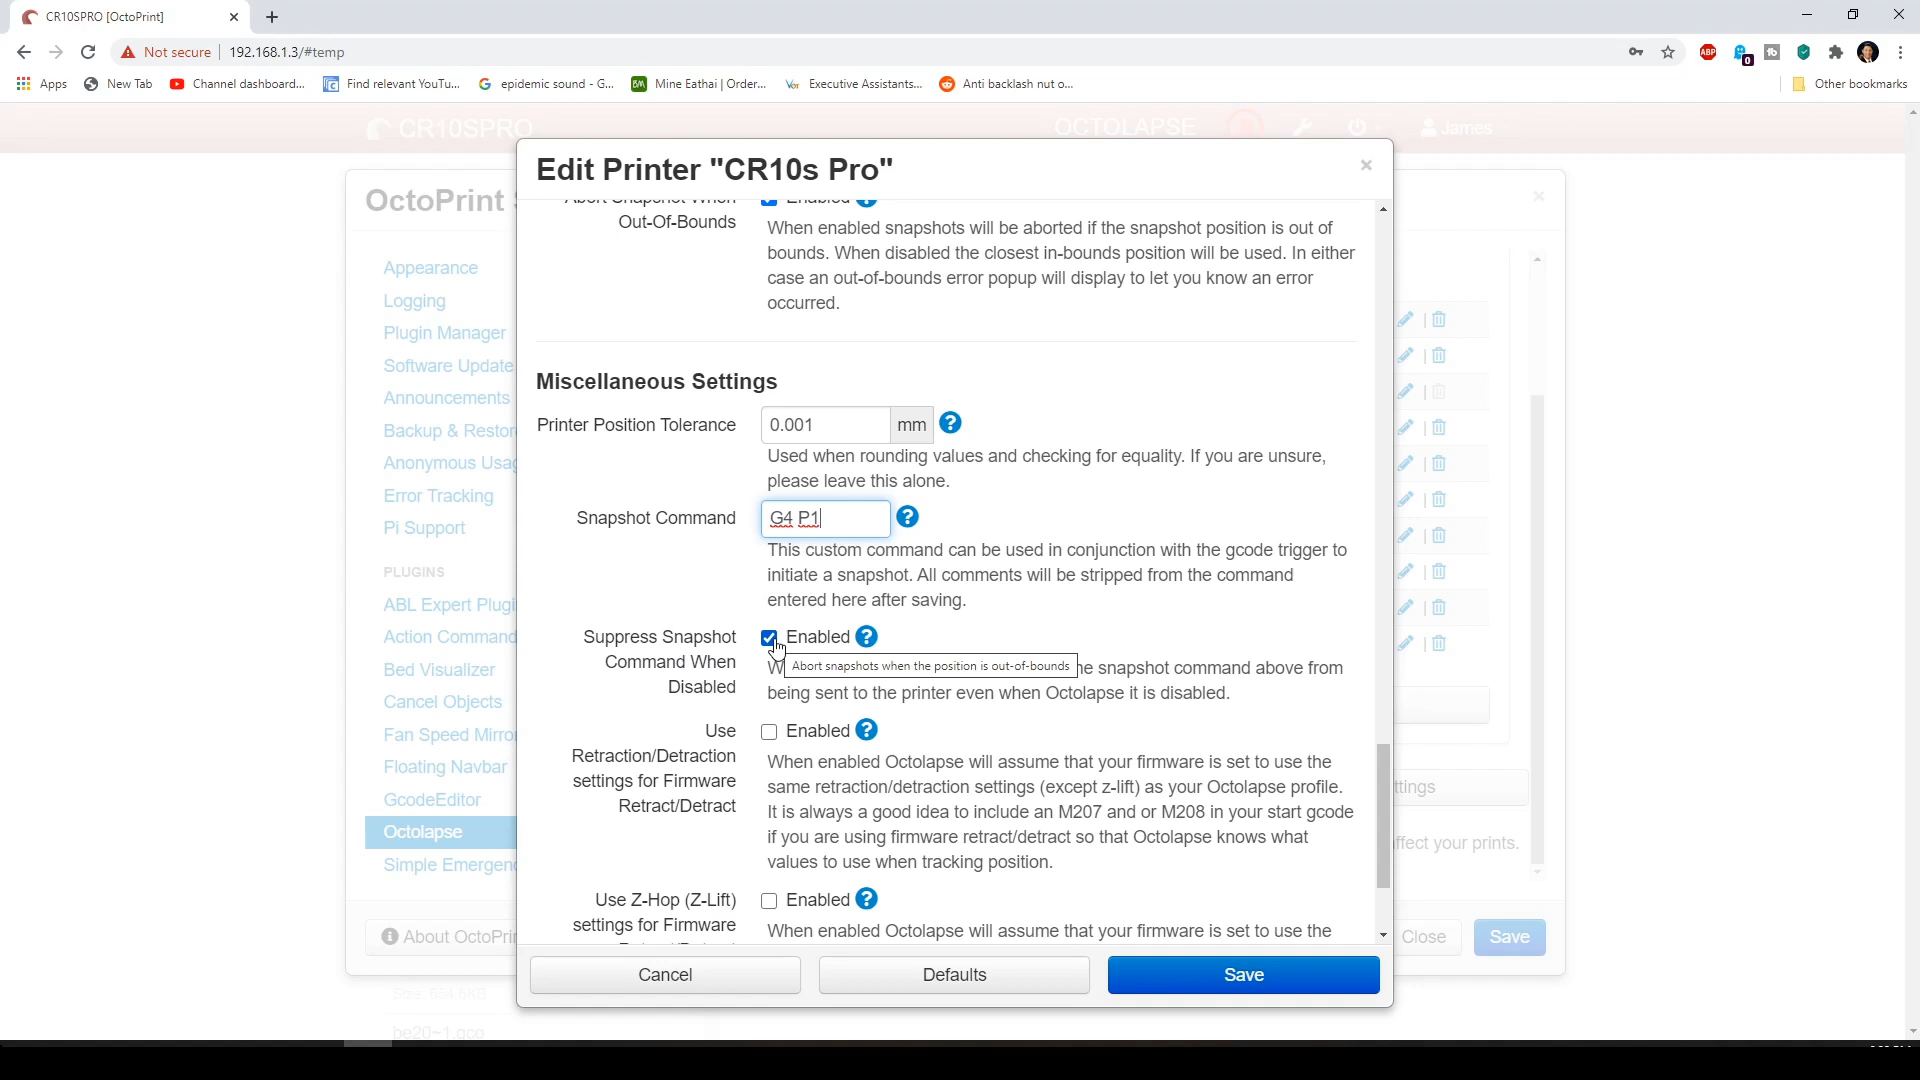 CR10SPRO [OctoPrint]
Not secure
192.168.1.3/#temp
ABP
0
Apps
New Tab
Channel dashboard...
Find relevant YouTu...
epidemic sound - G...
Mine Eathai | Order...
Executive Assistants...
Anti backlash nut o...
Other bookmarks
CR10SPRO
OCTOLAPSE
James
OctoPrint
Appearance
Logging
Plugin Manager
Software Update
Announcements
Backup & Restor
Anonymous Usag
Error Tracking
Pi Support
PLUGINS
ABL Expert Plugi
Action Command
Bed Visualizer
Cancel Objects
Fan Speed Mirro
Floating Navbar
GcodeEditor
Octolapse
Simple Emergen
About OctoPrin
be20~1.gco
Edit Printer "CR10s Pro"
×
Abort Snapshot When
Out-Of-Bounds
Enabled
When enabled snapshots will be aborted if the snapshot position is out of
bounds. When disabled the closest in-bounds position will be used. In either
case an out-of-bounds error popup will display to let you know an error
occurred.
Miscellaneous Settings
Printer Position Tolerance
0.001
mm
?
Used when rounding values and checking for equality. If you are unsure,
please leave this alone.
Snapshot Command
G4 P1
?
This custom command can be used in conjunction with the gcode trigger to
initiate a snapshot. All comments will be stripped from the command
entered here after saving.
Suppress Snapshot
Command When
Disabled
Enabled
?
Abort snapshots when the position is out-of-bounds
he snapshot command above from
being sent to the printer even when Octolapse it is disabled.
Use
Retraction/Detraction
settings for Firmware
Retract/Detract
Enabled
?
When enabled Octolapse will assume that your firmware is set to use the
same retraction/detraction settings (except z-lift) as your Octolapse profile.
It is always a good idea to include an M207 and or M208 in your start gcode
if you are using firmware retract/detract so that Octolapse knows what
values to use when tracking position.
Use Z-Hop (Z-Lift)
settings for Firmware
Enabled
?
When enabled Octolapse will assume that your firmware is set to use the
Cancel
Defaults
Save
ttings
ffect your prints.
Close
Save